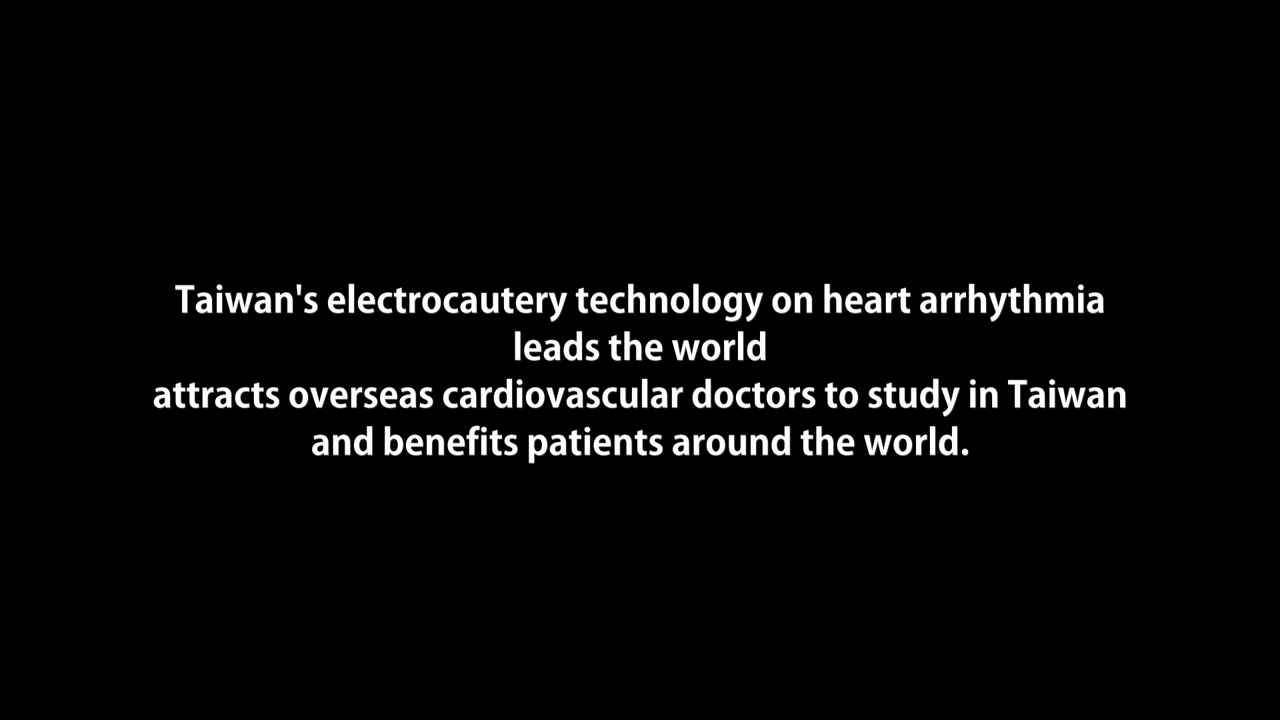 Taiwan's electrocautery technology on heart arrhythmia
leads the world
attracts overseas cardiovascular doctors to study in Taiwan
and benefits patients around the world.